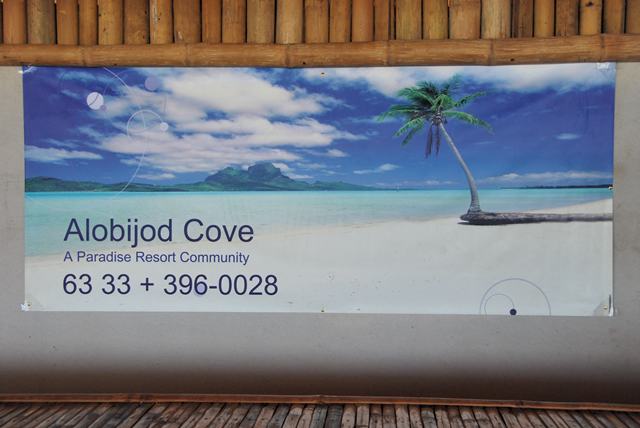 Alobijod Cove
A Paradise Resort Community
63 33 + 396-0028